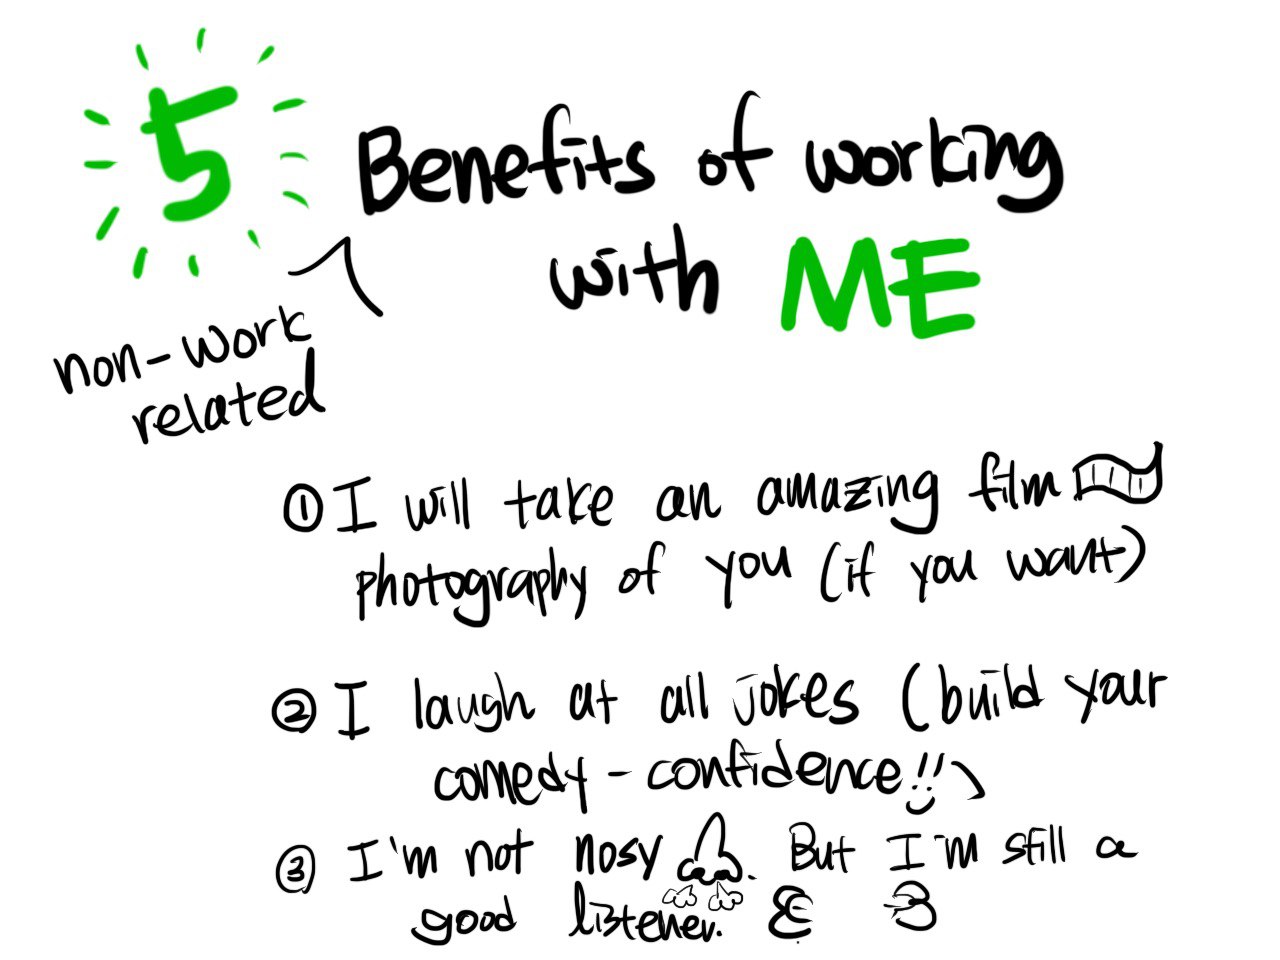 5 Benefits of working
with ME
non-work
related
① I will take an amazing film
photography of you (if you want)
② I laugh at all jokes (build your
comedy-confidence!!)
③ I'm not nosy. But I'm still a
good listener.